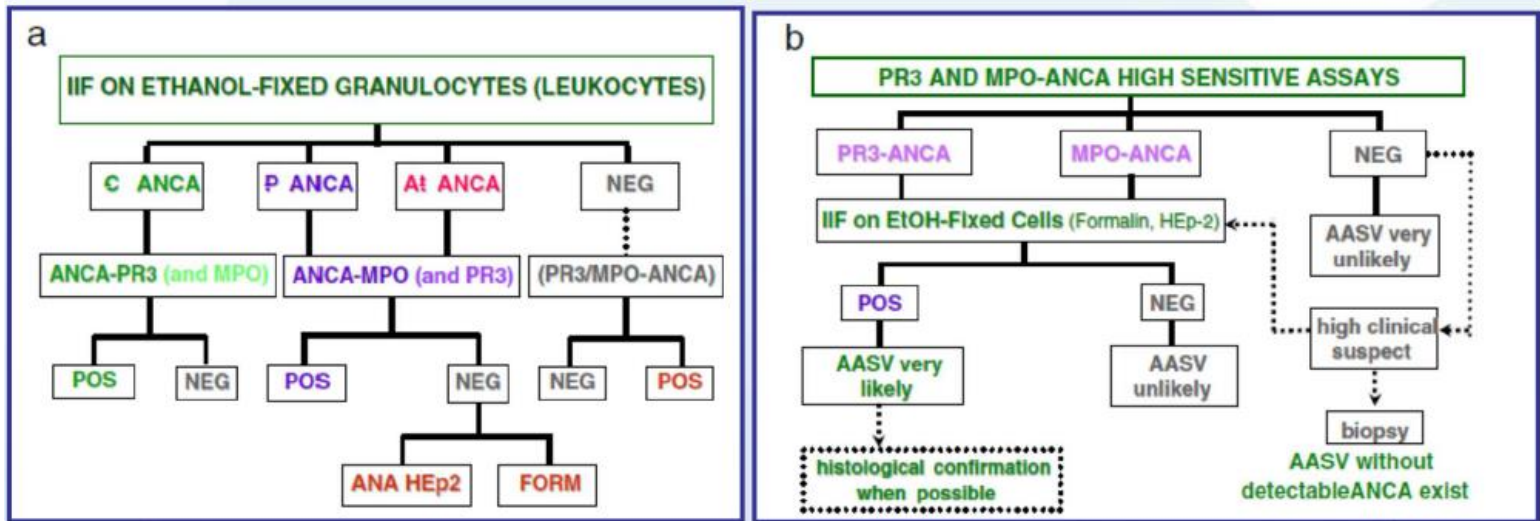 a
IIF ON ETHANOL-FIXED GRANULOCYTES (LEUKOCYTES)
C ANCA
P ANCA
At ANCA
NEG
ANCA-PR3 (and MPO)
ANCA-MPO (and PR3)
(PR3/MPO-ANCA)
POS
NEG
POS
NEG
NEG
POS
ANA HEp2
FORM
b
PR3 AND MPO-ANCA HIGH SENSITIVE ASSAYS
PR3-ANCA
MPO-ANCA
NEG
IIF on EtOH-Fixed Cells (Formalin, HEp-2)
AASV very
unlikely
POS
NEG
high clinical
suspect
AASV very
likely
AASV
unlikely
biopsy
histological confirmation
when possible
AASV without
detectableANCA exist